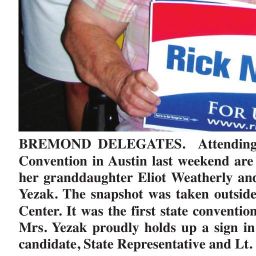 Rick
FOR
www.r
BREMOND DELEGATES. Attending
Convention in Austin last weekend are
her granddaughter Eliot Weatherly and
Yezak. The snapshot was taken outside
Center. It was the first state convention
Mrs. Yezak proudly holds up a sign in
candidate, State Representative and Lt.